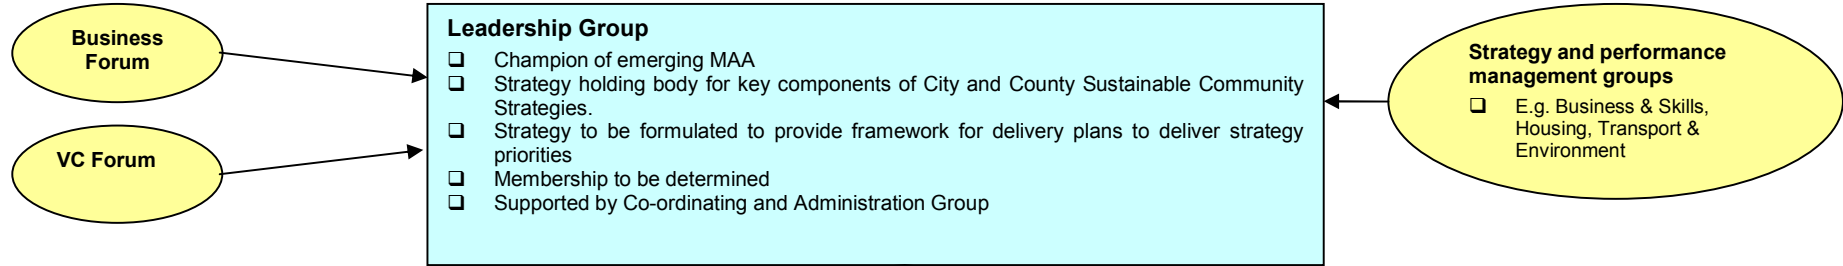 Business
Forum
VC Forum
Leadership Group
❑ Champion of emerging MAA
❑ Strategy holding body for key components of City and County Sustainable Community
Strategies.
❑ Strategy to be formulated to provide framework for delivery plans to deliver strategy
priorities
❑ Membership to be determined
❑ Supported by Co-ordinating and Administration Group
Strategy and performance
management groups
❑ E.g. Business & Skills,
Housing, Transport &
Environment